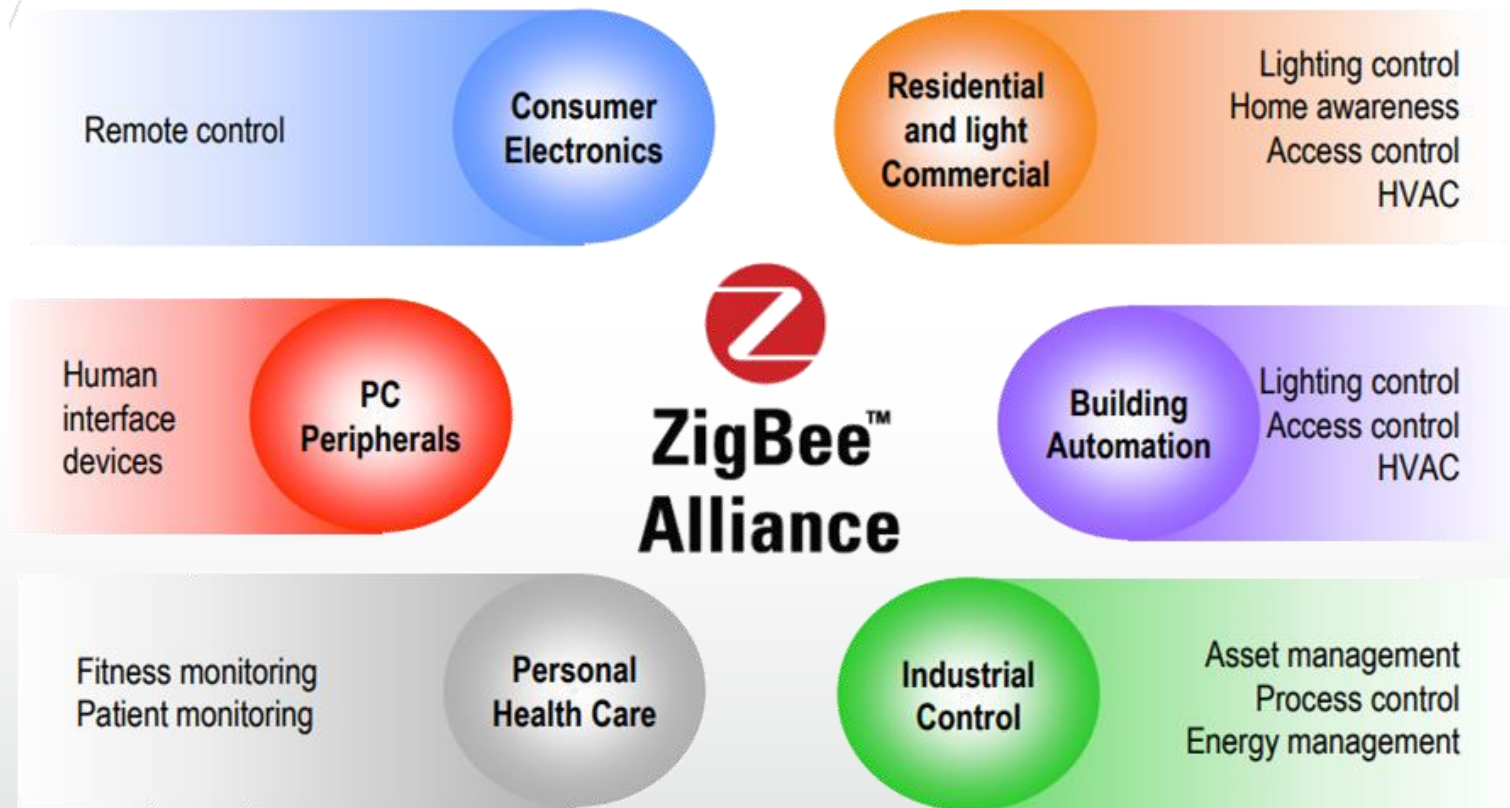 Remote control
Consumer
Electronics
Residential
and light
Commercial
Lighting control
Home awareness
Access control
HVAC
Human
interface
devices
PC
Peripherals
ZigBee™
Alliance
Building
Automation
Lighting control
Access control
HVAC
Fitness monitoring
Patient monitoring
Personal
Health Care
Industrial
Control
Asset management
Process control
Energy management